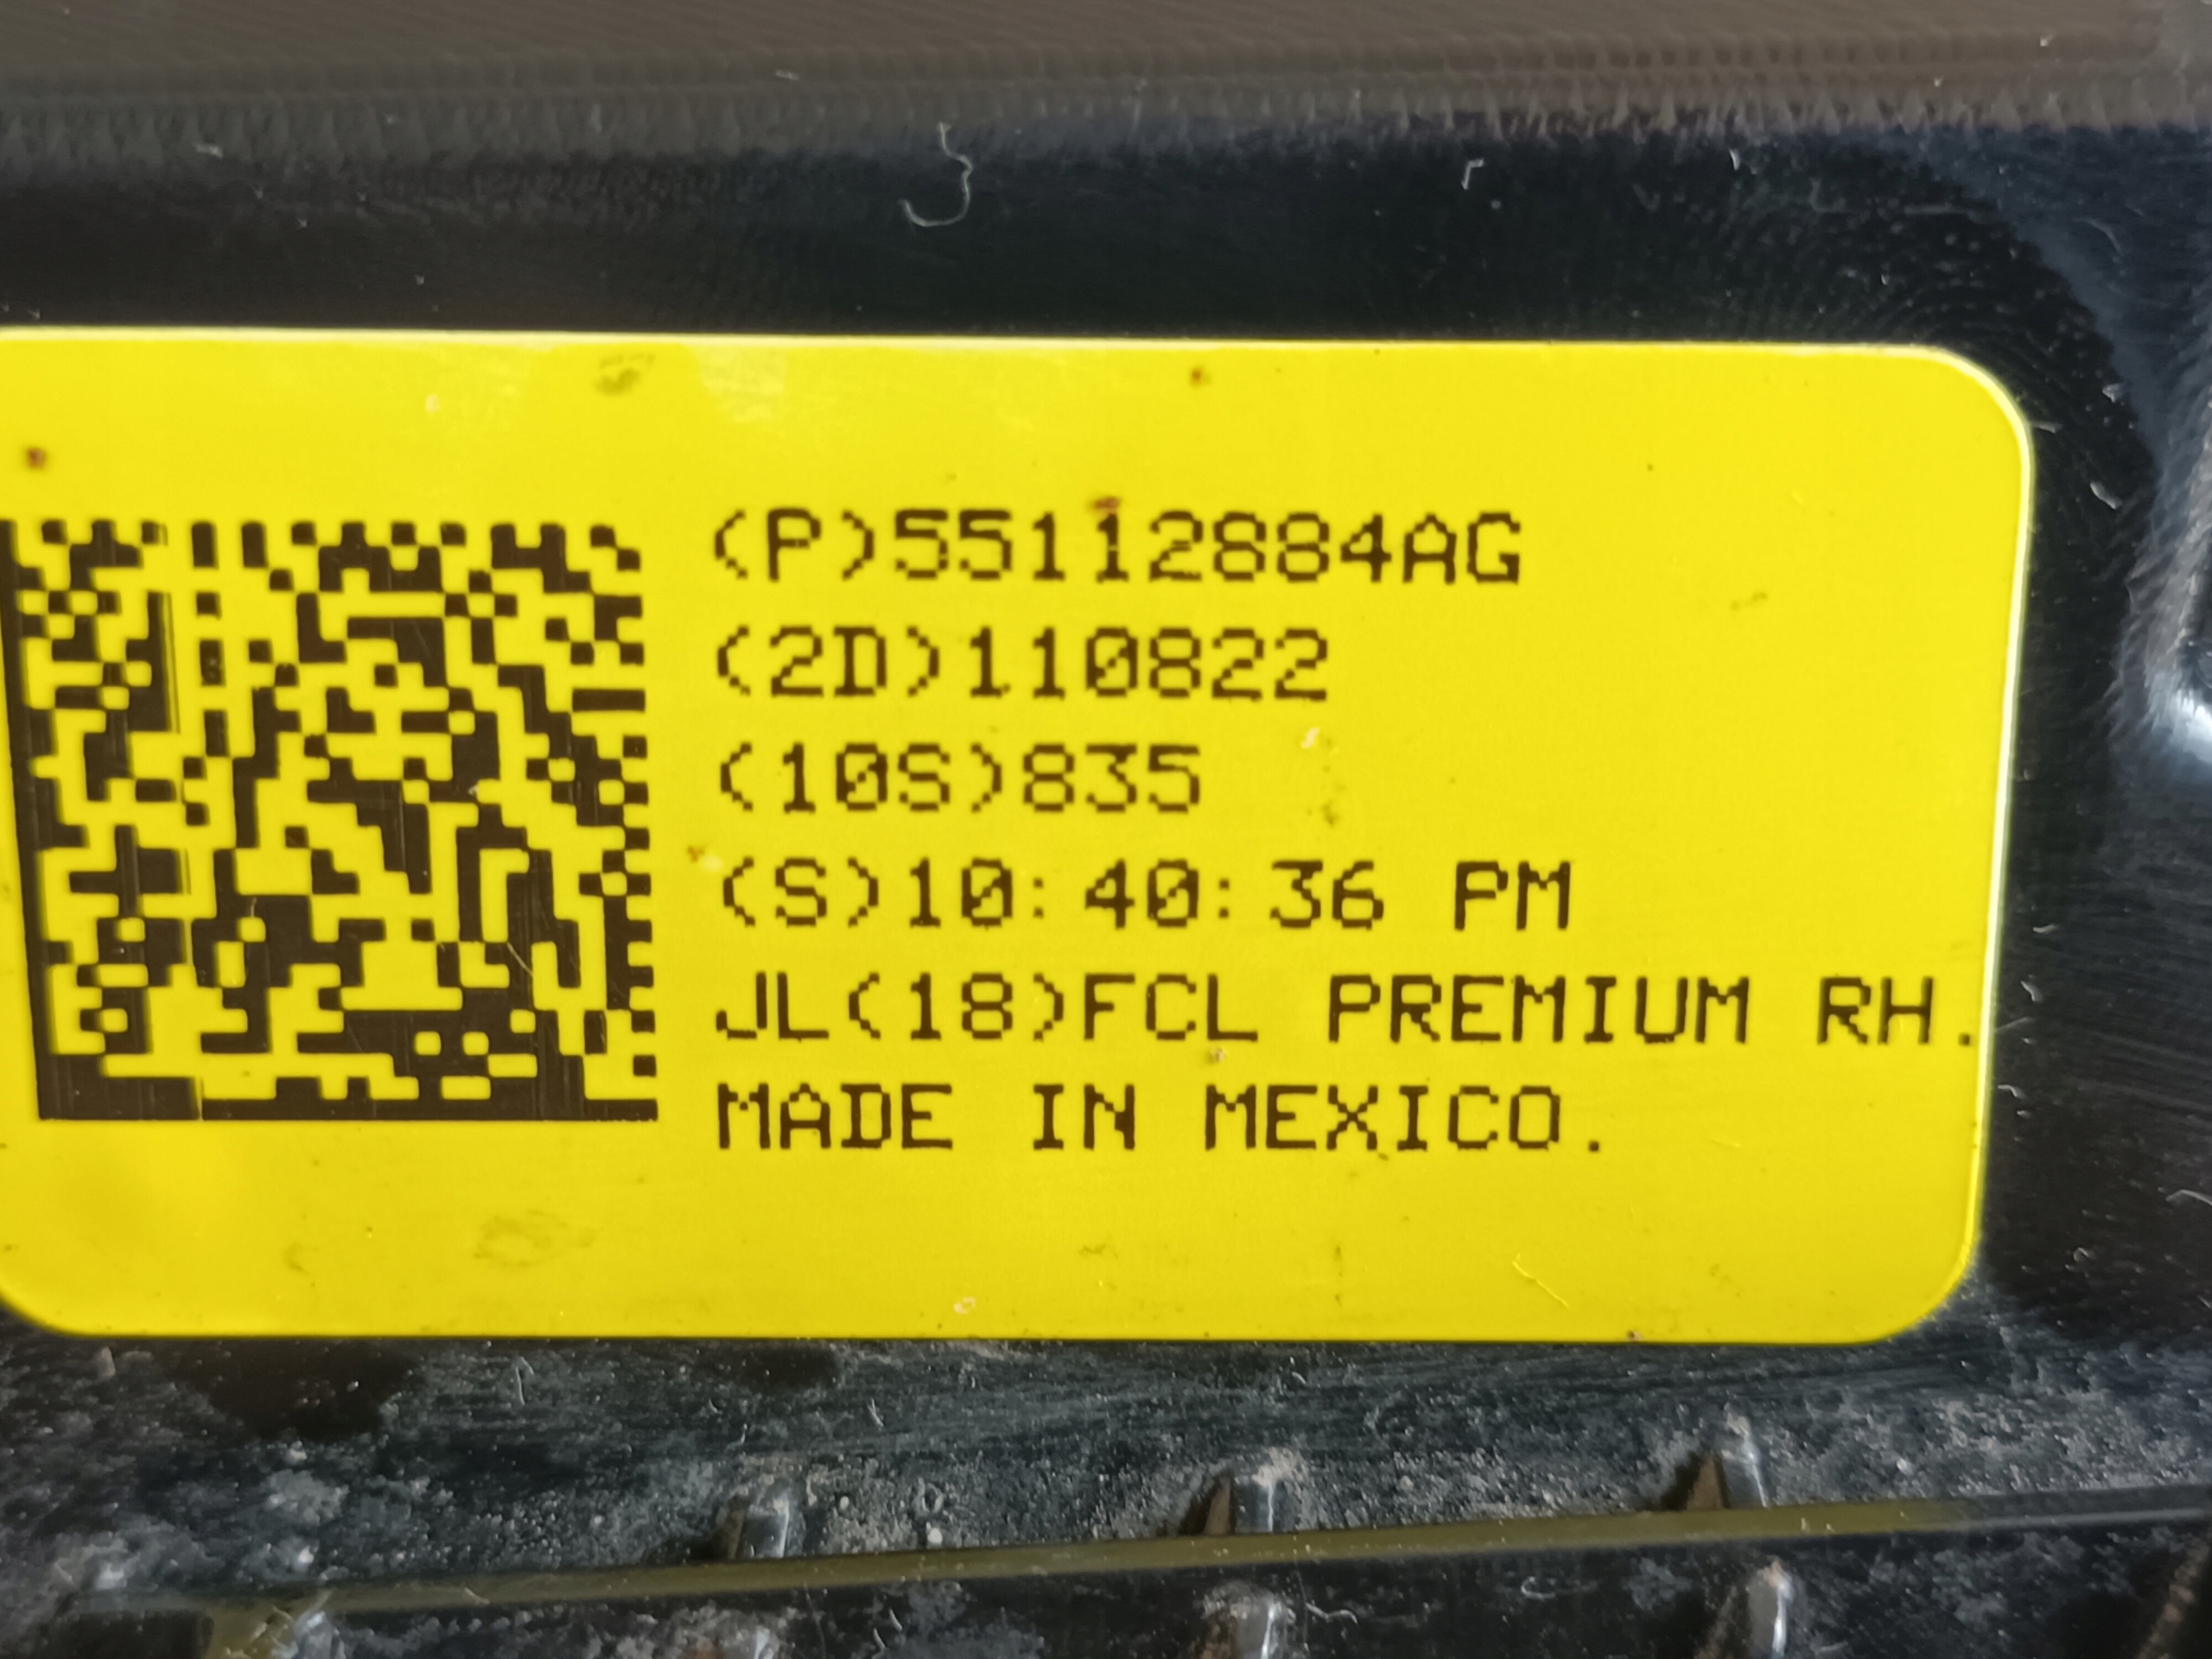 (P)55112884AG
(2D)110822
(10S)835
(S)10:40:36 PM
JL(18)FCL PREMIUM RH.
MADE IN MEXICO.